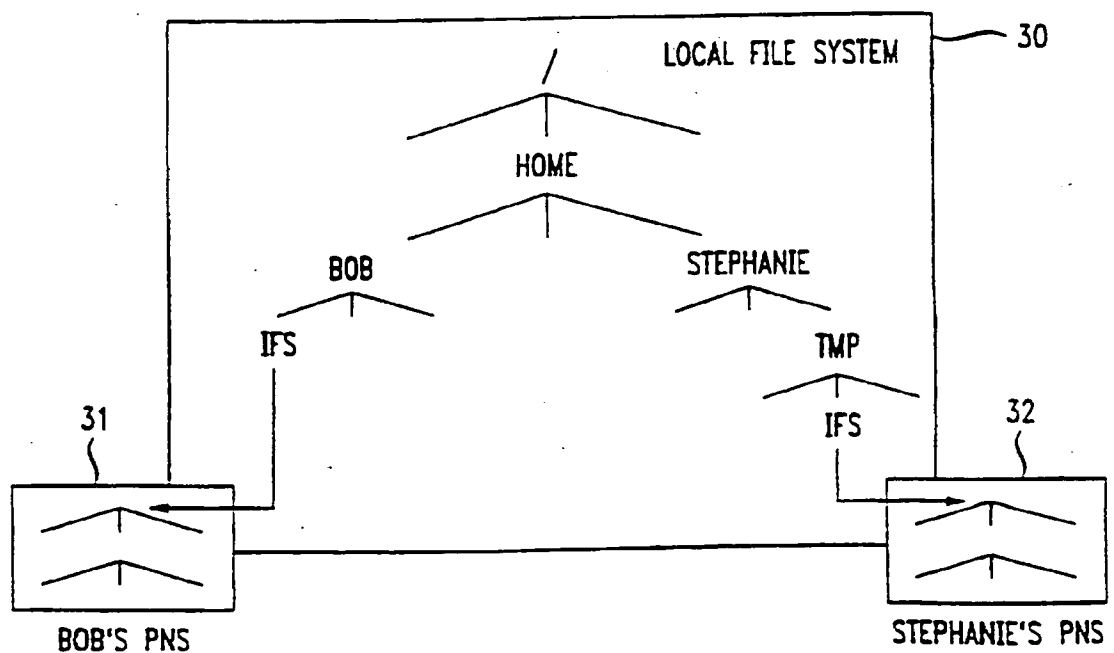 30
LOCAL FILE SYSTEM
/
HOME
BOB
STEPHANIE
IFS
TMP
IFS
31
32
BOB'S PNS
STEPHANIE'S PNS